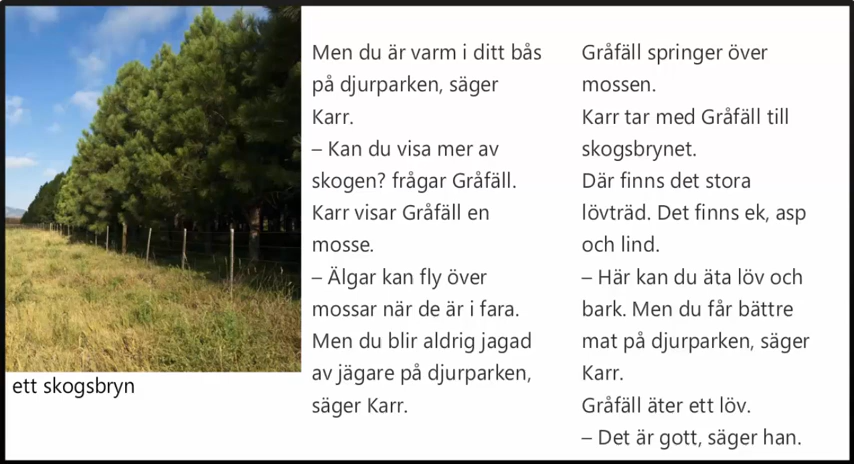 Men du är varm i ditt bås
på djurparken, säger
Karr.
– Kan du visa mer av
skogen? frågar Gråfäll.
Karr visar Gråfäll en
mosse.
– Älgar kan fly över
mossar när de är i fara.
Men du blir aldrig jagad
av jägare på djurparken,
säger Karr.
Gråfäll springer över
mossen.
Karr tar med Gråfäll till
skogsbrynet.
Där finns det stora
lövträd. Det finns ek, asp
och lind.
– Här kan du äta löv och
bark. Men du får bättre
mat på djurparken, säger
Karr.
Gråfäll äter ett löv.
– Det är gott, säger han.
ett skogsbryn